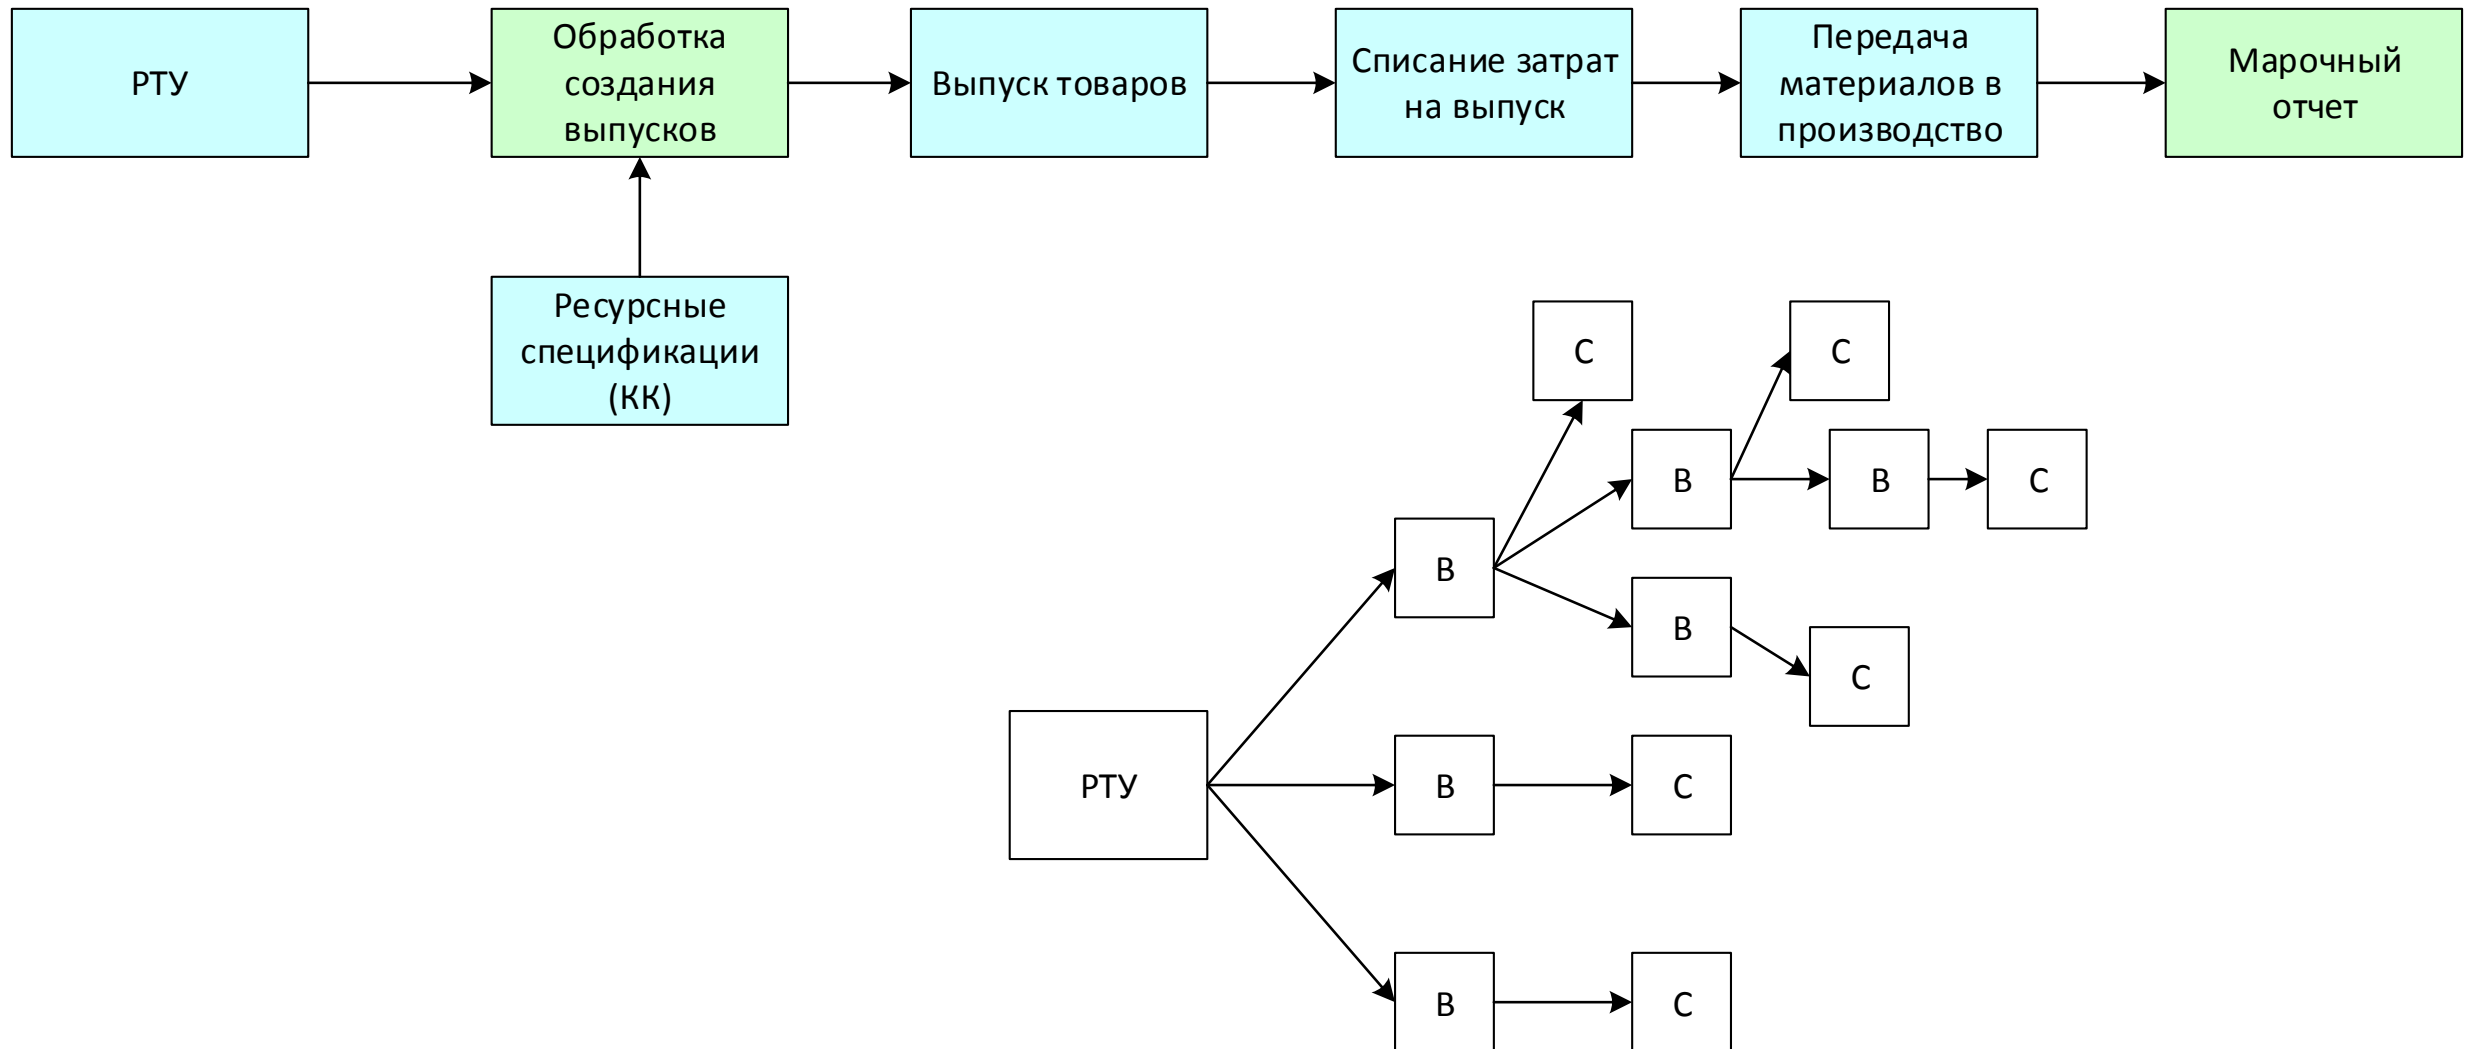 РТУ
Обработка
создания
выпусков
Выпуск товаров
Списание затрат
на выпуск
Передача
материалов в
производство
Марочный
отчет
Ресурсные
спецификации
(КК)
С
С
В
В
С
В
В
С
РТУ
В
С
В
С